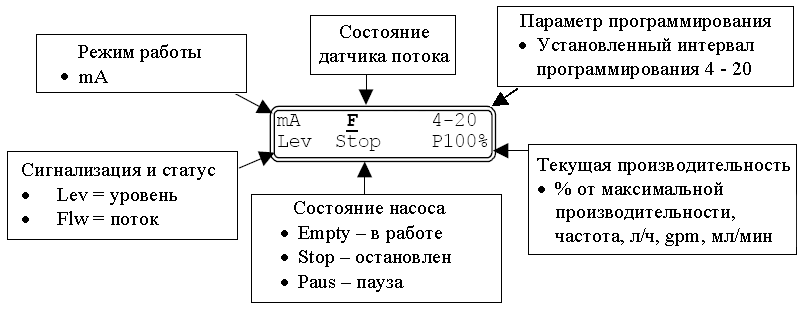 Режим работы
• mA
Состояние
датчика потока
Параметр программирования
• Установленный интервал
программирования 4 - 20
mA F 4-20
Lev Stop P100%
Сигнализация и статус
• Lev = уровень
• Flw = поток
Состояние насоса
• Empty – в работе
• Stop – остановлен
• Paus – пауза
Текущая производительность
• % от максимальной
производительности,
частота, л/ч, gpm, мл/мин